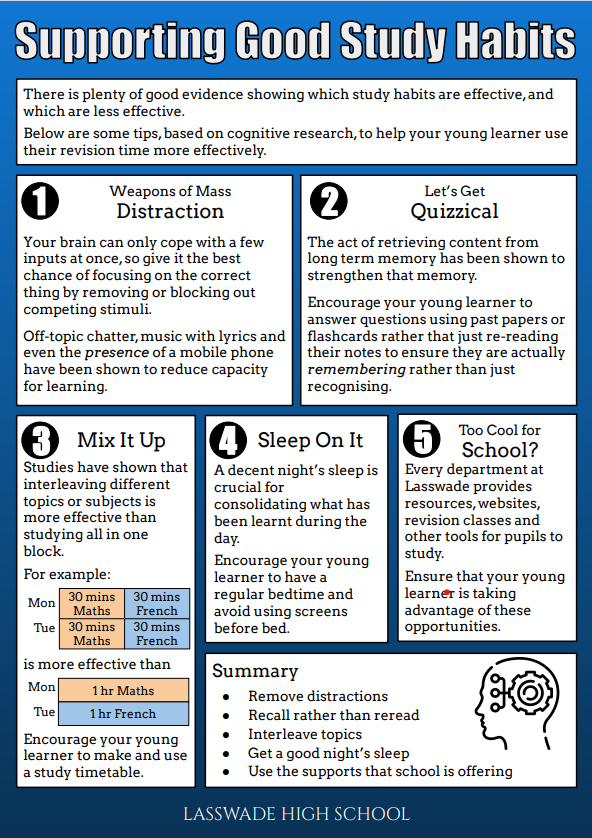 Supporting Good Study Habits
There is plenty of good evidence showing which study habits are effective, and
which are less effective.
Below are some tips, based on cognitive research, to help your young learner use
their revision time more effectively.
1
Weapons of Mass
Distraction
Your brain can only cope with a few
inputs at once, so give it the best
chance of focusing on the correct
thing by removing or blocking out
competing stimuli.
Off-topic chatter, music with lyrics and
even the presence of a mobile phone
have been shown to reduce capacity
for learning.
2
Let's Get
Quizzical
The act of retrieving content from
long term memory has been shown to
strengthen that memory.
Encourage your young learner to
answer questions using past papers or
flashcards rather that just re-reading
their notes to ensure they are actually
remembering rather than just
recognising.
3
Mix It Up
Studies have shown that
interleaving different
topics or subjects is
more effective than
studying all in one
block.
For example:
Mon
30 mins
Maths
30 mins
French
Tue
30 mins
Maths
30 mins
French
is more effective than
Mon
1 hr Maths
Tue
1 hr French
Encourage your young
learner to make and use
a study timetable.
4
Sleep On It
A decent night's sleep is
crucial for
consolidating what has
been learnt during the
day.
Encourage your young
learner to have a
regular bedtime and
avoid using screens
before bed.
5
Too Cool for
School?
Every department at
Lasswade provides
resources, websites,
revision classes and
other tools for pupils to
study.
Ensure that your young
learner is taking
advantage of these
opportunities.
Summary
● Remove distractions
● Recall rather than reread
● Interleave topics
● Get a good night's sleep
● Use the supports that school is offering
LASSWADE HIGH SCHOOL